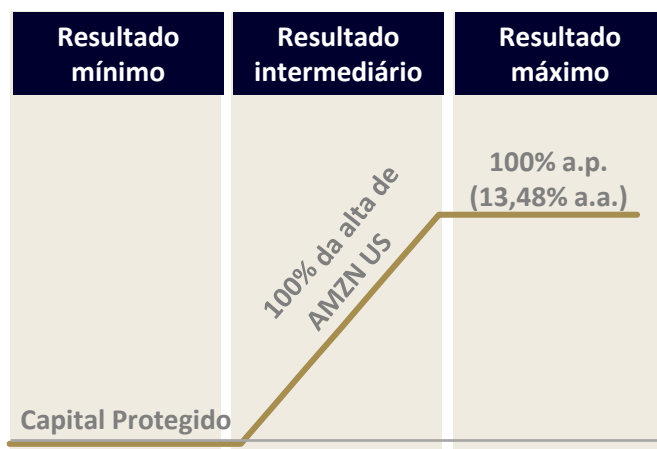 Resultado
mínimo
Resultado
intermediário
Resultado
máximo
100% a.p.
(13,48% a.a.)
100% da alta de
AMZN US
Capital Protegido